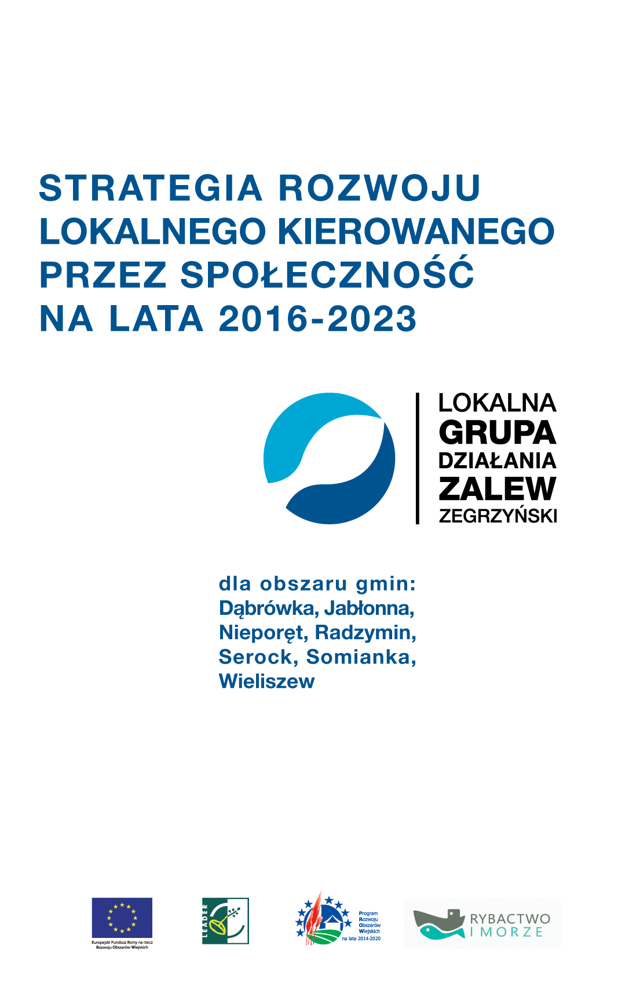 STRATEGIA ROZWOJU
LOKALNEGO KIEROWANEGO
PRZEZ SPOŁECZNOŚĆ
NA LATA 2016-2023
LOKALNA
GRUPA
DZIAŁANIA
ZALEW
ZEGRZYŃSKI
dla obszaru gmin:
Dąbrówka, Jabłonna,
Nieporęt, Radzymin,
Serock, Somianka,
Wieliszew
Europejski Fundusz Rolny na rzecz
Rozwoju Obszarów Wiejskich
LEADER
Program
Rozwoju
Obszarów
Wiejskich
na lata 2014-2020
RYBACTWO
I MORZE